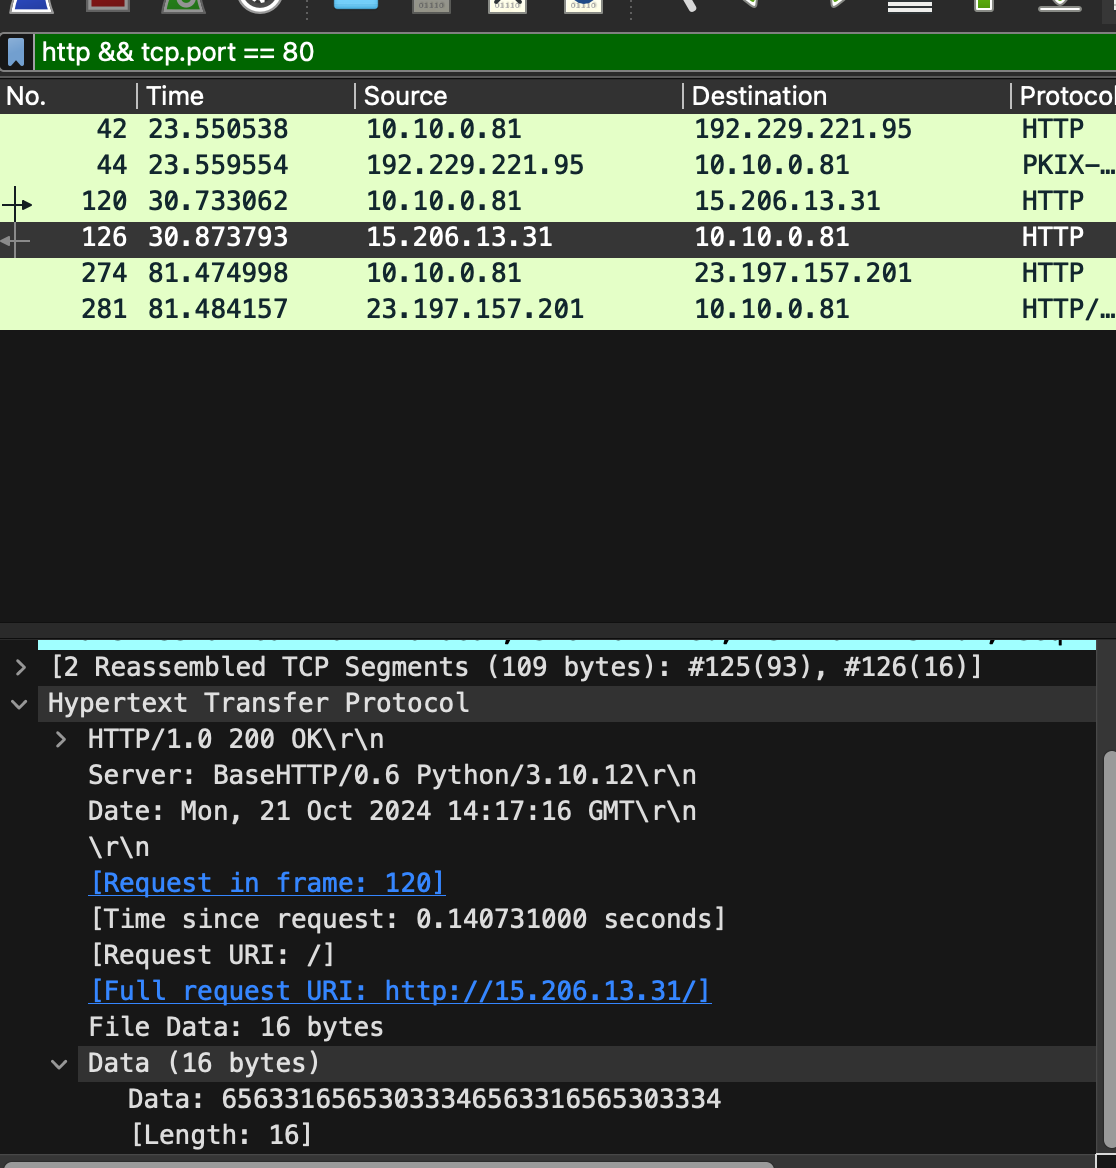 http && tcp.port == 80
No. Time Source Destination Protocol
42 23.550538 10.10.0.81 192.229.221.95 HTTP
44 23.559554 192.229.221.95 10.10.0.81 PKIX-…
120 30.733062 10.10.0.81 15.206.13.31 HTTP
126 30.873793 15.206.13.31 10.10.0.81 HTTP
274 81.474998 10.10.0.81 23.197.157.201 HTTP
281 81.484157 23.197.157.201 10.10.0.81 HTTP/…
[2 Reassembled TCP Segments (109 bytes): #125(93), #126(16)]
Hypertext Transfer Protocol
HTTP/1.0 200 OK\r\n
Server: BaseHTTP/0.6 Python/3.10.12\r\n
Date: Mon, 21 Oct 2024 14:17:16 GMT\r\n
\r\n
[Request in frame: 120]
[Time since request: 0.140731000 seconds]
[Request URI: /]
[Full request URI: http://15.206.13.31/]
File Data: 16 bytes
Data (16 bytes)
Data: 65633165653033346563316565303334
[Length: 16]